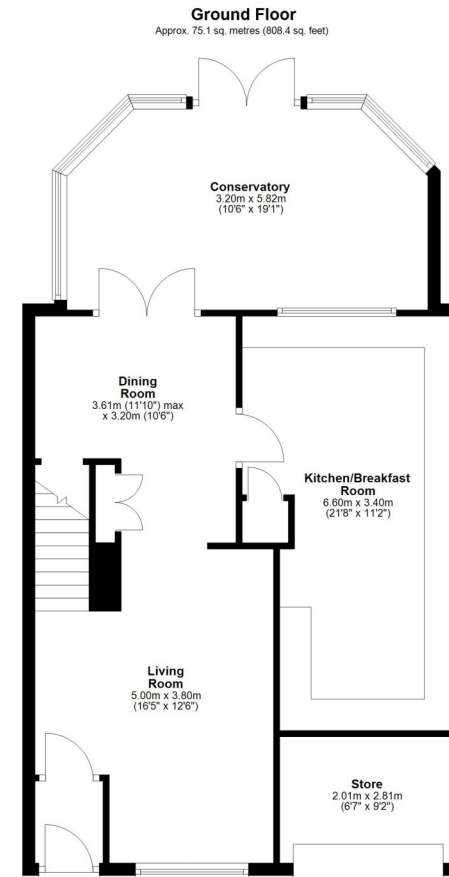 Ground Floor
Approx. 75.1 sq. metres (808.4 sq. feet)
Conservatory
3.20m x 5.82m
(10'6" x 19'1")
Dining
Room
3.61m (11'10") max
x 3.20m (10'6")
Kitchen/Breakfast
Room
6.60m x 3.40m
(21'8" x 11'2")
Living
Room
5.00m x 3.80m
(16'5" x 12'6")
Store
2.01m x 2.81m
(6'7" x 9'2")